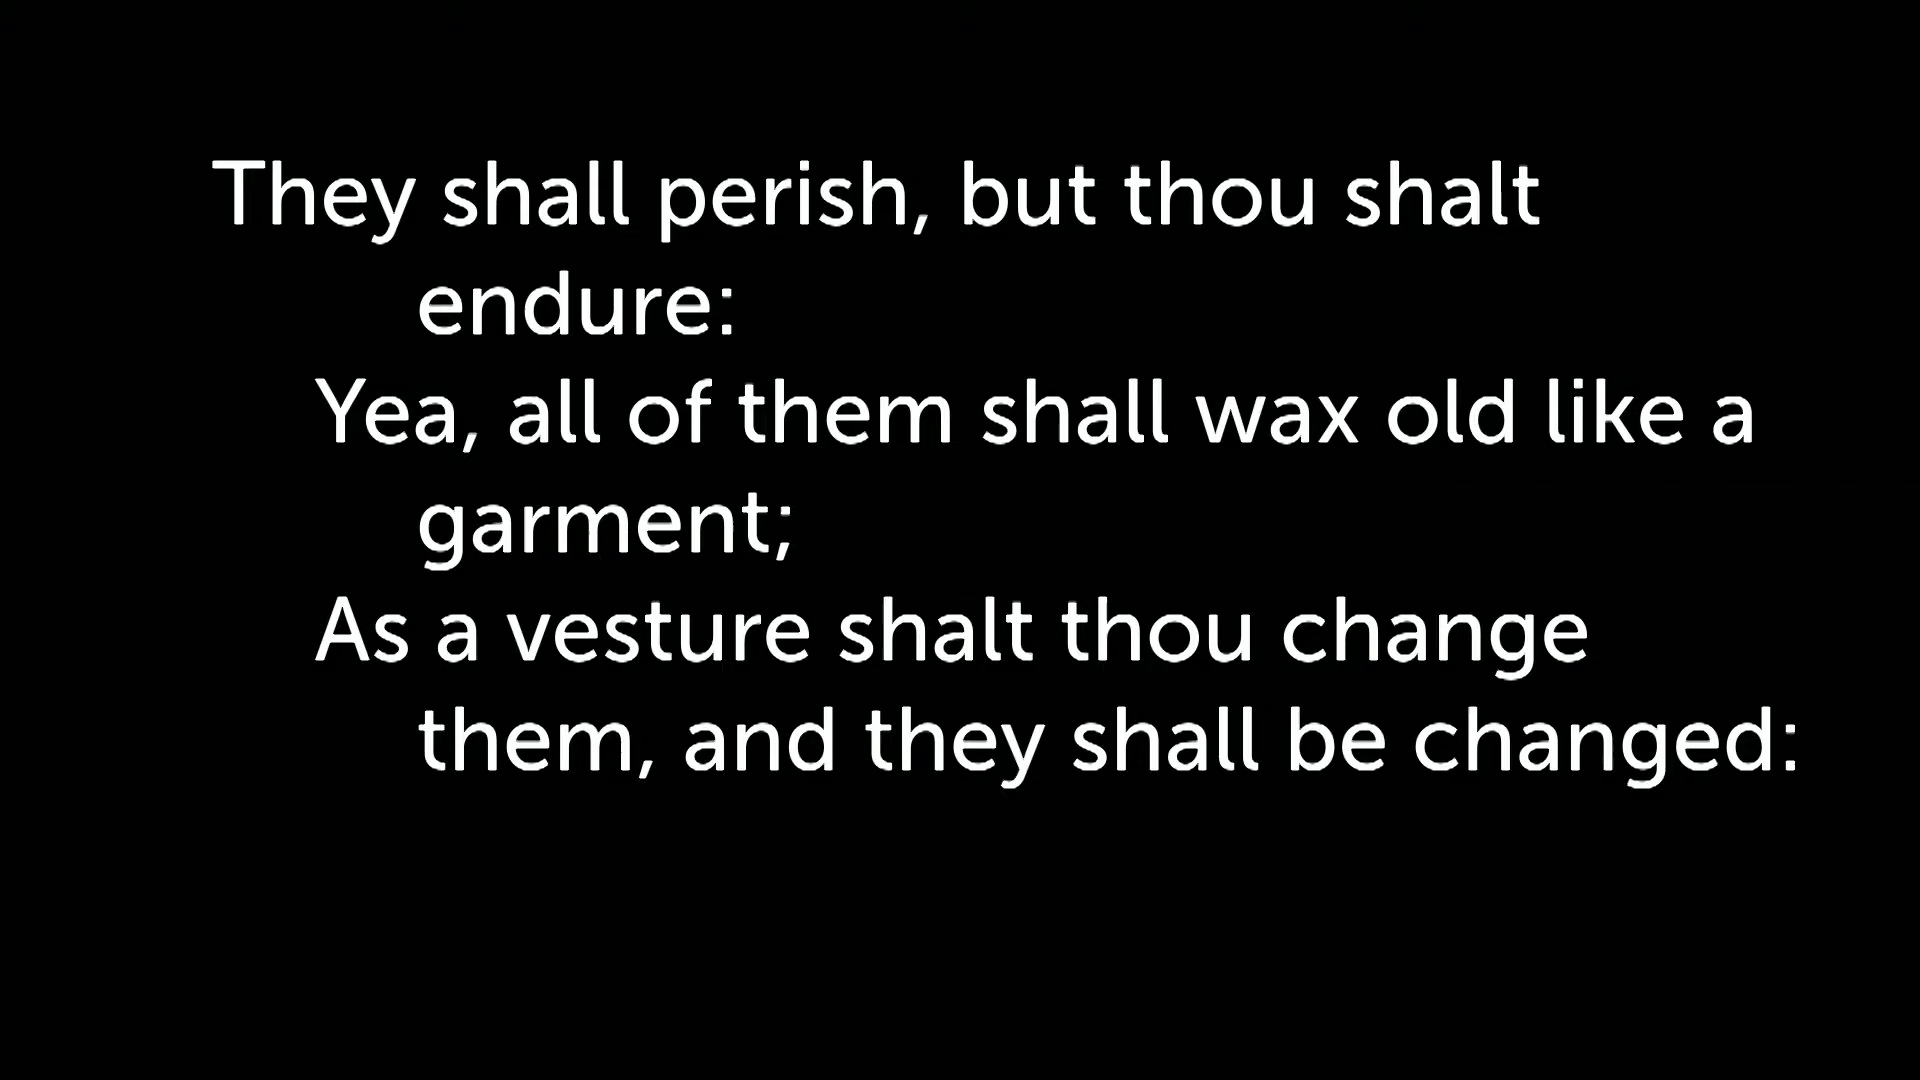 They shall perish, but thou shalt
endure:
Yea, all of them shall wax old like a
garment;
As a vesture shalt thou change
them, and they shall be changed: